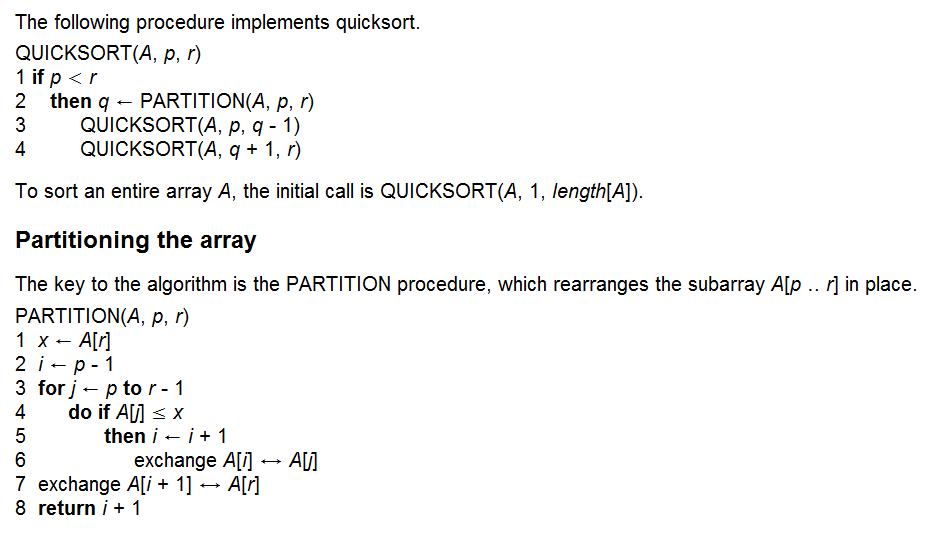 The following procedure implements quicksort.
QUICKSORT(A, p, r)
1 if p < r
2 then q ← PARTITION(A, p, r)
3 QUICKSORT(A, p, q - 1)
4 QUICKSORT(A, q + 1, r)
To sort an entire array A, the initial call is QUICKSORT(A, 1, length[A]).
Partitioning the array
The key to the algorithm is the PARTITION procedure, which rearranges the subarray A[p .. r] in place.
PARTITION(A, p, r)
1 x ← A[r]
2 i ← p - 1
3 for j ← p to r - 1
4 do if A[j] ≤ x
5 then i ← i + 1
6 exchange A[i] ↔ A[j]
7 exchange A[i + 1] ↔ A[r]
8 return i + 1